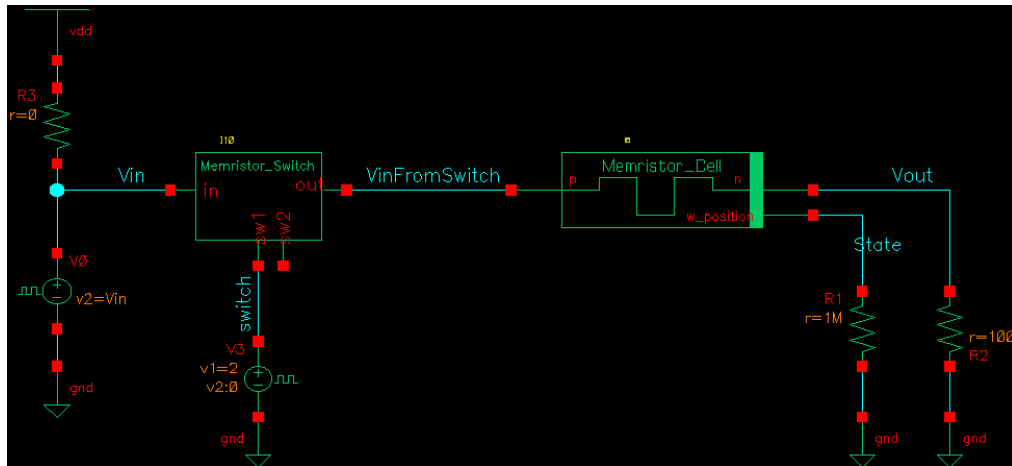 vdd
R3
r=0
Vin
I10
Memristor_Switch
in
out
sw1
sw2
VinFromSwitch
Memristor_Cell
p
n
w_position
Vout
State
V0
v2=Vin
gnd
switch
V3
v1=2
v2:0
gnd
R1
r=1M
gnd
r=100
R2
gnd